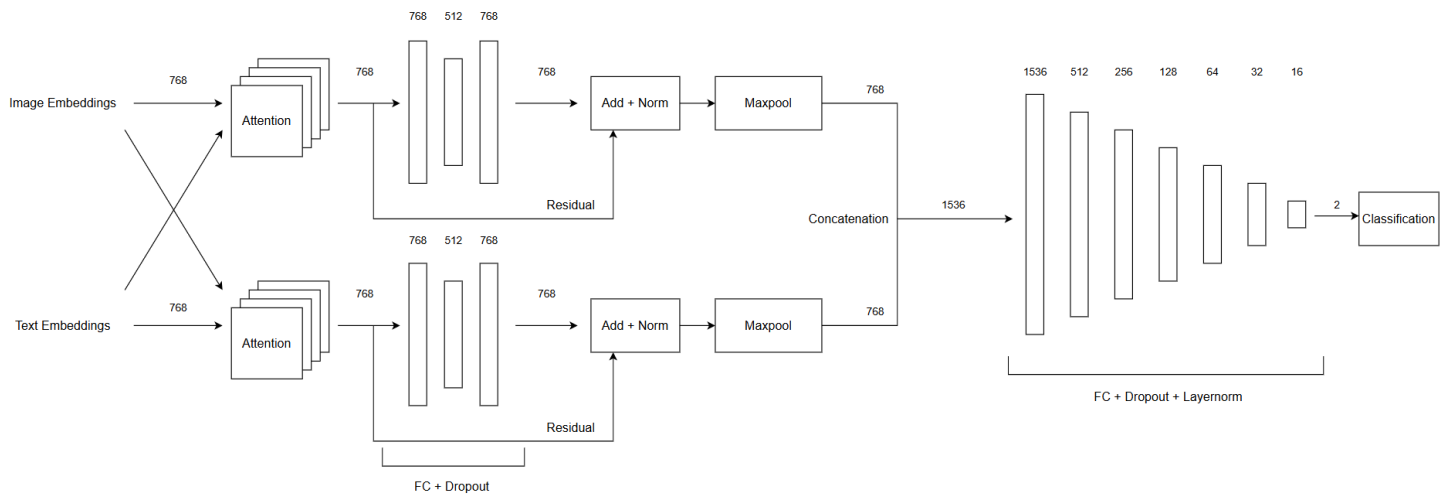 768 512 768
1536 512 256 128 64 32 16
768 768 768
768
Image Embeddings
Attention
Add + Norm
Maxpool
Residual
Concatenation
1536
2
Classification
768 512 768
768 768 768
768
Text Embeddings
Attention
Add + Norm
Maxpool
FC + Dropout + Layernorm
Residual
FC + Dropout